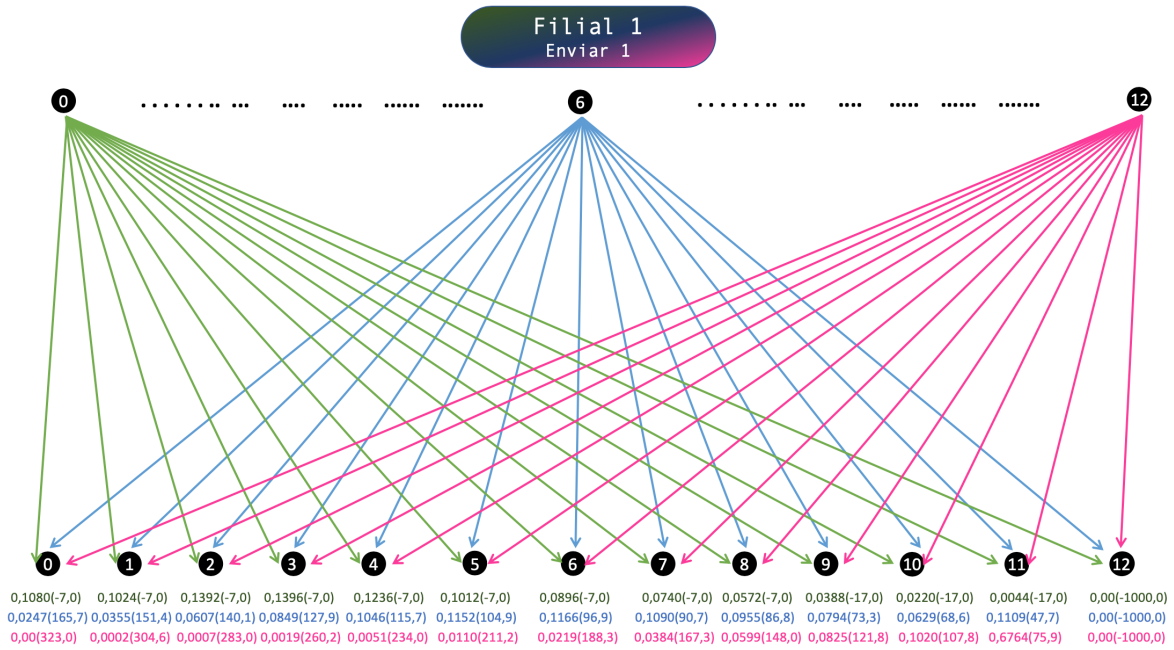 Filial 1
Enviar 1
0 6 12
0 1 2 3 4 5 6 7 8 9 10 11 12
0,1080(-7,0) 0,1024(-7,0) 0,1392(-7,0) 0,1396(-7,0) 0,1236(-7,0) 0,1012(-7,0) 0,0896(-7,0) 0,0740(-7,0) 0,0572(-7,0) 0,0388(-17,0) 0,0220(-17,0) 0,0044(-17,0) 0,00(-1000,0)
0,0247(165,7) 0,0355(151,4) 0,0607(140,1) 0,0849(127,9) 0,1046(115,7) 0,1152(104,9) 0,1166(96,9) 0,1090(90,7) 0,0955(86,8) 0,0794(73,3) 0,0629(68,6) 0,1109(47,7) 0,00(-1000,0)
0,00(323,0) 0,0002(304,6) 0,0007(283,0) 0,0019(260,2) 0,0051(234,0) 0,0110(211,2) 0,0219(188,3) 0,0384(167,3) 0,0599(148,0) 0,0825(121,8) 0,1020(107,8) 0,6764(75,9) 0,00(-1000,0)